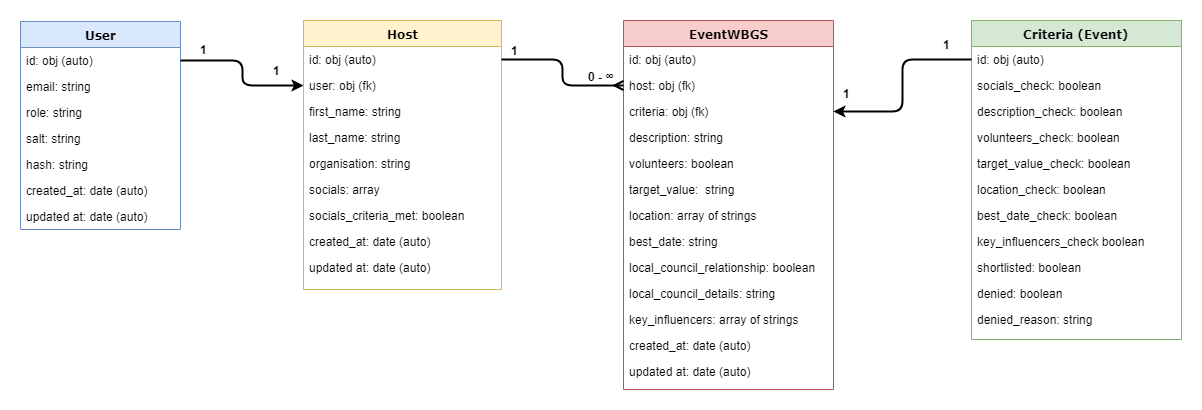 User
id: obj (auto)
email: string
role: string
salt: string
hash: string
created_at: date (auto)
updated at: date (auto)
1
1
Host
id: obj (auto)
user: obj (fk)
first_name: string
last_name: string
organisation: string
socials: array
socials_criteria_met: boolean
created_at: date (auto)
updated at: date (auto)
1
0 - ∞
EventWBGS
id: obj (auto)
host: obj (fk)
criteria: obj (fk)
description: string
volunteers: boolean
target_value:  string
location: array of strings
best_date: string
local_council_relationship: boolean
local_council_details: string
key_influencers: array of strings
created_at: date (auto)
updated at: date (auto)
1
1
Criteria (Event)
id: obj (auto)
socials_check: boolean
description_check: boolean
volunteers_check: boolean
target_value_check: boolean
location_check: boolean
best_date_check: boolean
key_influencers_check boolean
shortlisted: boolean
denied: boolean
denied_reason: string